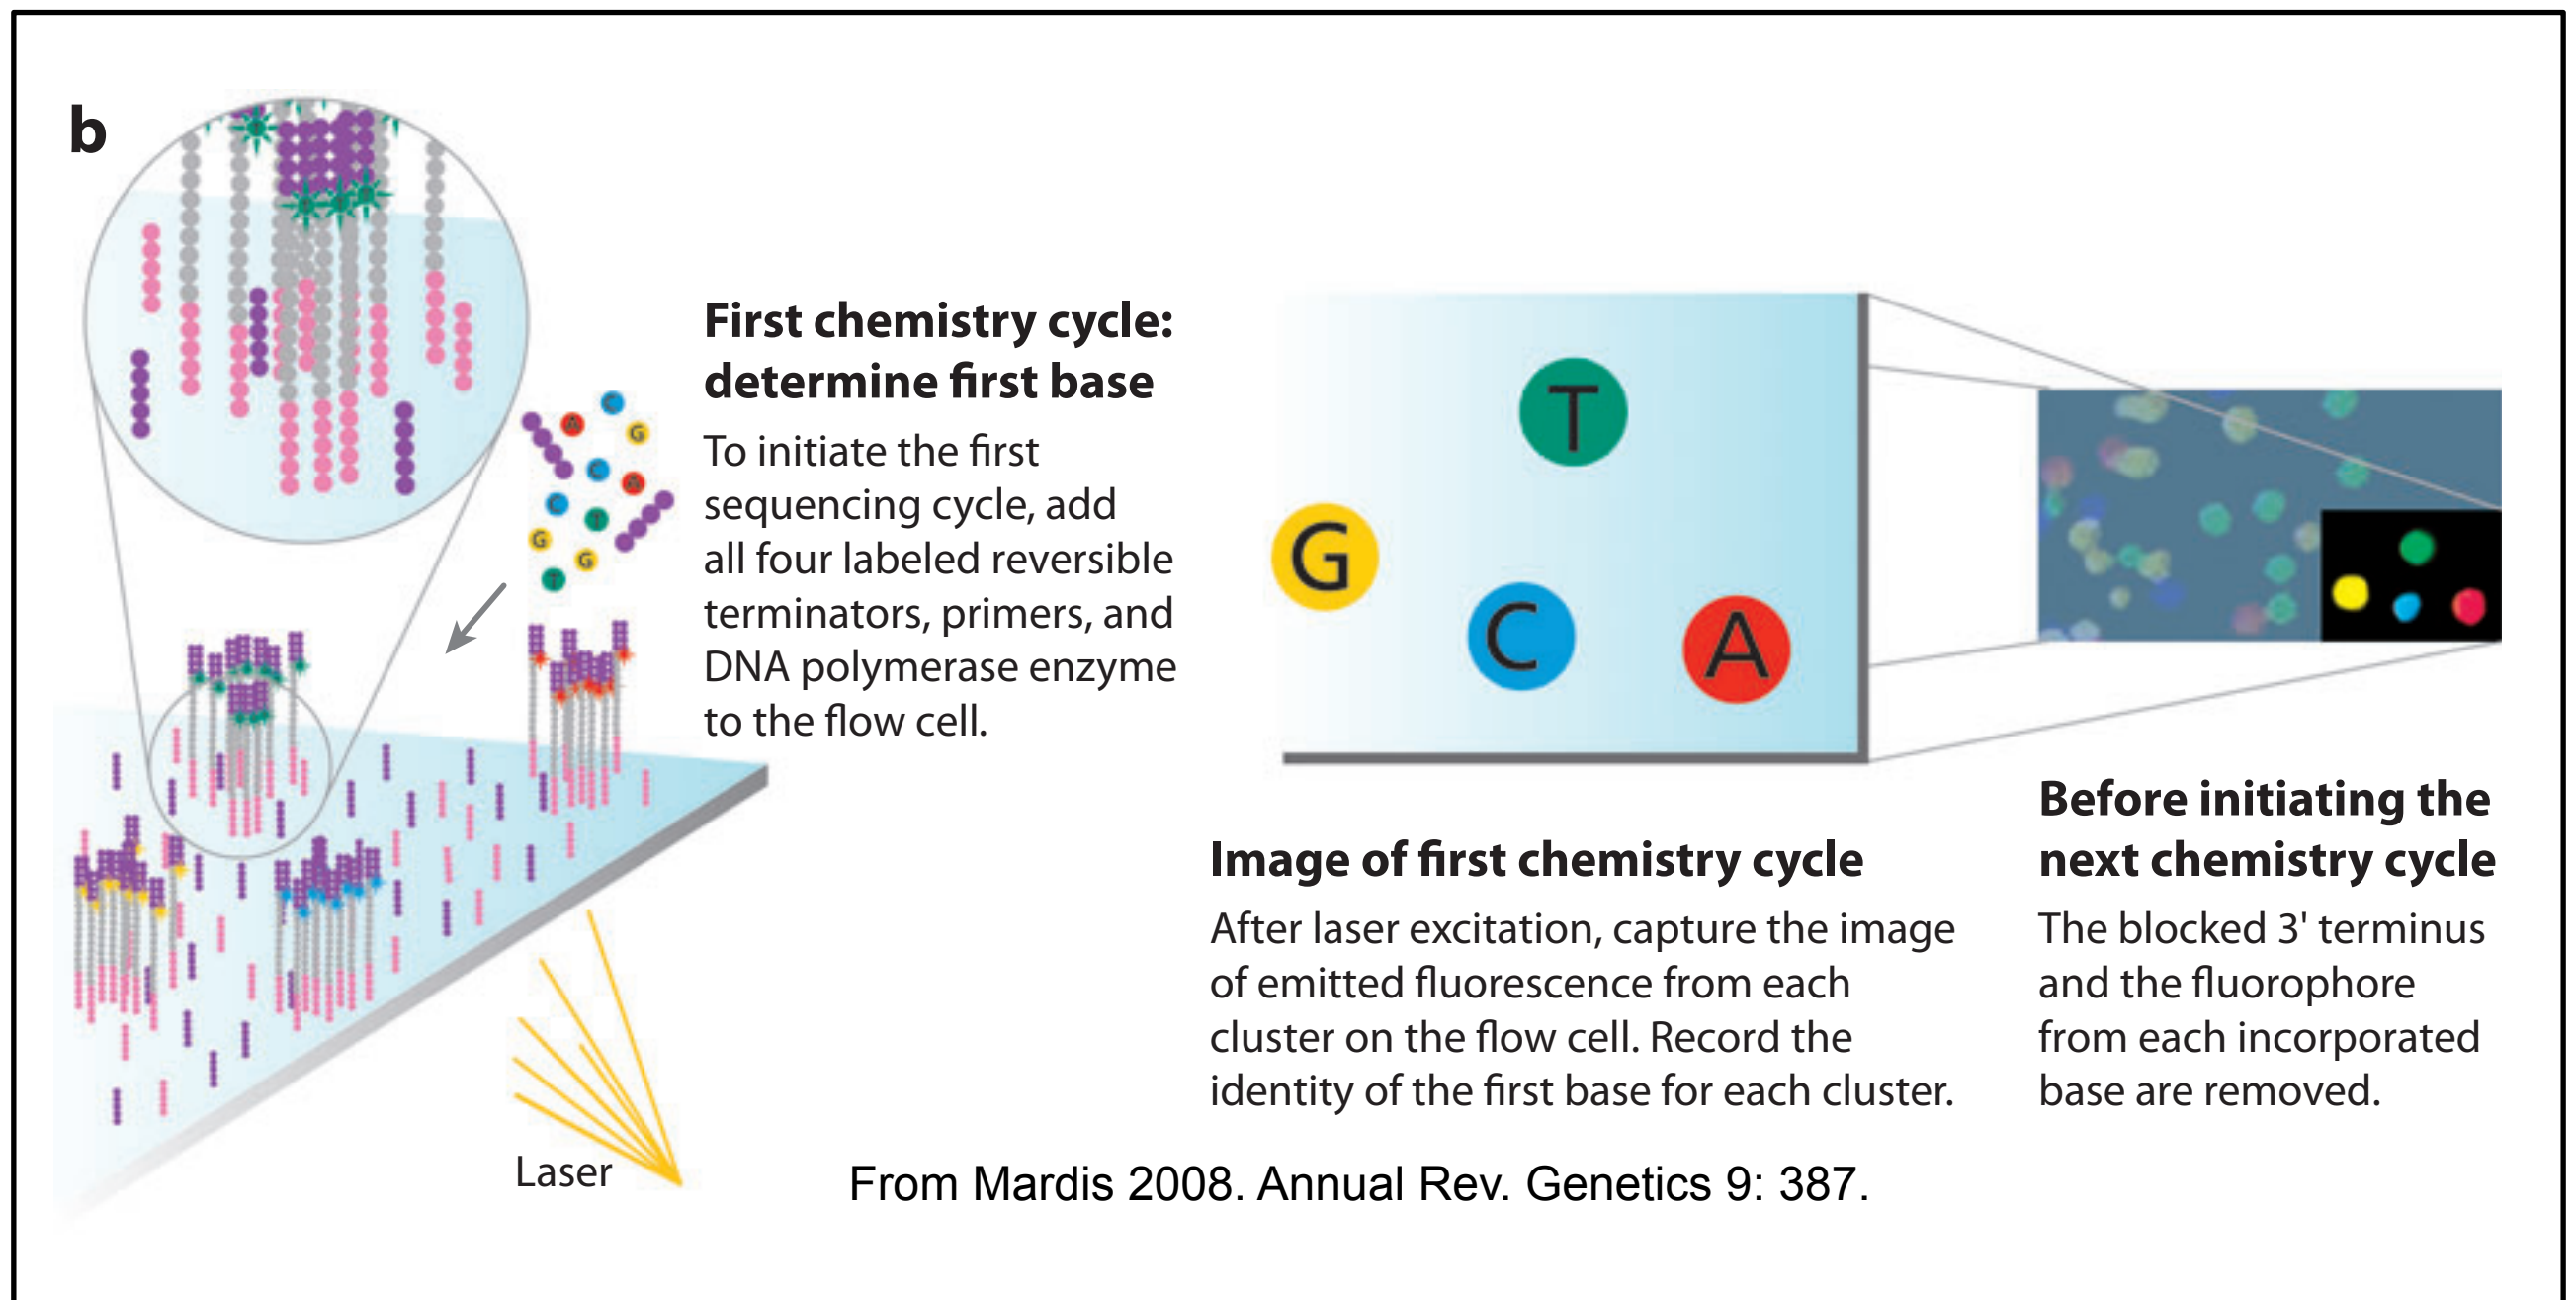 b
First chemistry cycle:
determine first base
To initiate the first
sequencing cycle, add
all four labeled reversible
terminators, primers, and
DNA polymerase enzyme
to the flow cell.
C
A
G
C
A
C
T
G
G
T
Laser
T
G
C
A
Image of first chemistry cycle
After laser excitation, capture the image
of emitted fluorescence from each
cluster on the flow cell. Record the
identity of the first base for each cluster.
Before initiating the
next chemistry cycle
The blocked 3' terminus
and the fluorophore
from each incorporated
base are removed.
From Mardis 2008. Annual Rev. Genetics 9: 387.